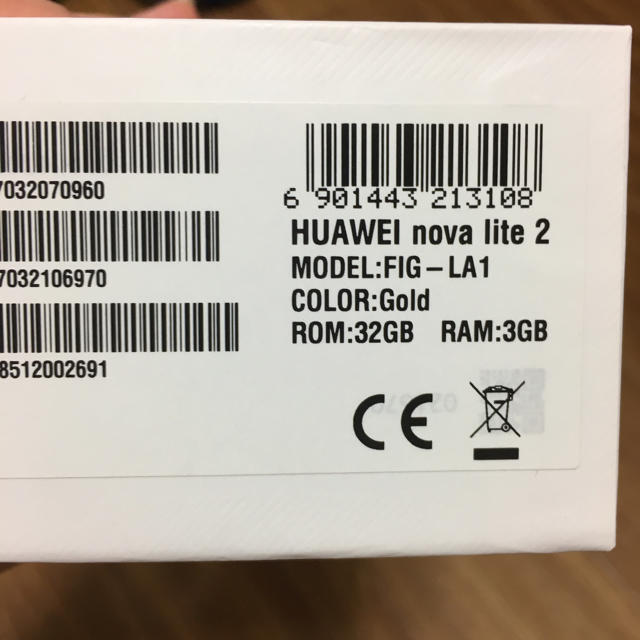 7032070960
7032106970
8512002691
6 901443 213108
HUAWEI nova lite 2
MODEL:FIG-LA1
COLOR:Gold
ROM:32GB RAM:3GB
CE